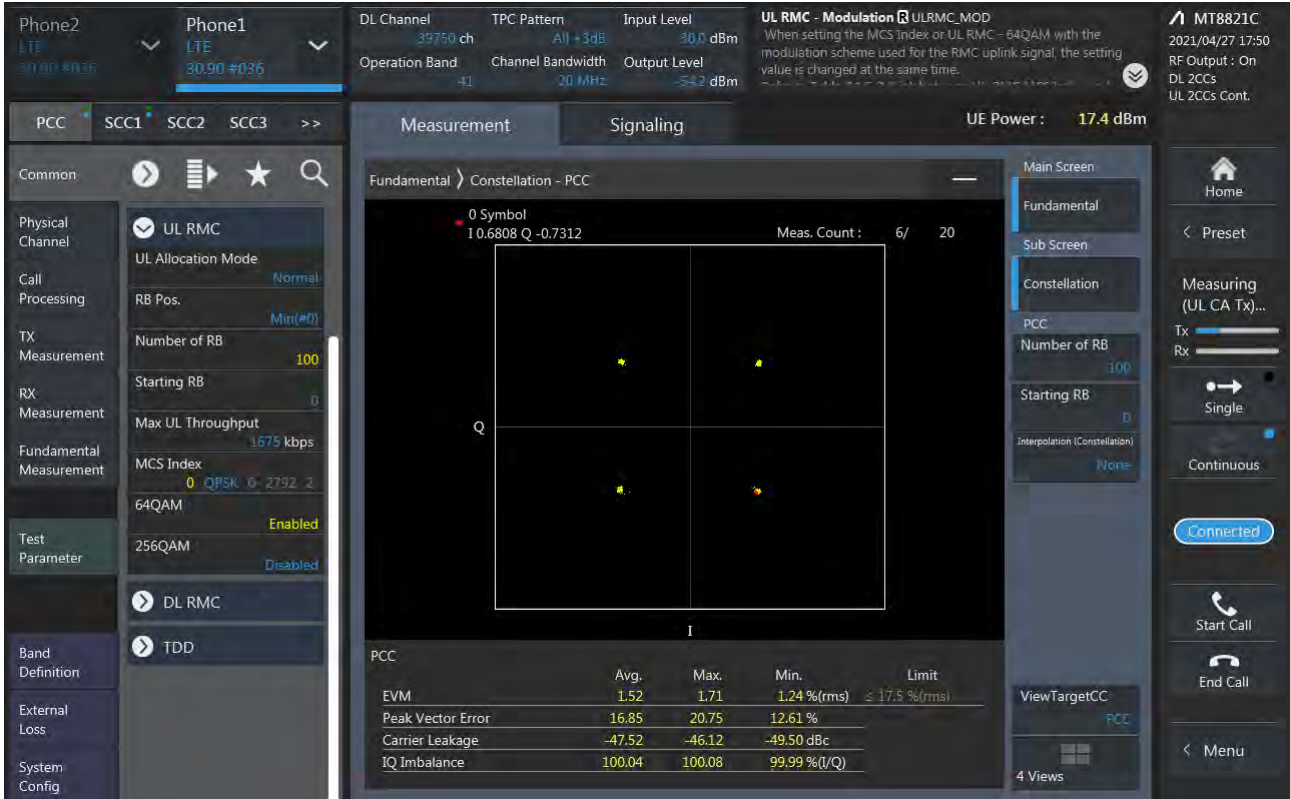 Phone2
LTE
30.90 #036
Phone1
LTE
30.90 #036
DL Channel
39750 ch
TPC Pattern
All +3dB
Input Level
30.0 dBm
Operation Band
41
Channel Bandwidth
20 MHz
Output Level
-54.2 dBm
UL RMC - Modulation R ULRMC_MOD
When setting the MCS Index or UL RMC - 64QAM with the
modulation scheme used for the RMC uplink signal, the setting
value is changed at the same time.
MT8821C
2021/04/27 17:50
RF Output : On
DL 2CCs
UL 2CCs Cont.
PCC SCC1 SCC2 SCC3 >>
Measurement
Signaling
UE Power : 17.4 dBm
Common
Physical
Channel
Call
Processing
TX
Measurement
RX
Measurement
Fundamental
Measurement
Test
Parameter
Band
Definition
External
Loss
System
Config
UL RMC
UL Allocation Mode
Normal
RB Pos.
Min(#0)
Number of RB
100
Starting RB
0
Max UL Throughput
1675 kbps
MCS Index
0 QPSK 0 2792 2
64QAM
Enabled
256QAM
Disabled
DL RMC
TDD
Fundamental 〉 Constellation - PCC
0 Symbol
I 0.6808 Q -0.7312
Meas. Count : 6/ 20
Q
I
PCC
Avg. Max. Min. Limit
EVM 1.52 1.71 1.24 %(rms) ≤ 17.5 %(rms)
Peak Vector Error 16.85 20.75 12.61 %
Carrier Leakage -47.52 -46.12 -49.50 dBc
IQ Imbalance 100.04 100.08 99.99 %(I/Q)
Main Screen
Fundamental
Sub Screen
Constellation
PCC
Number of RB
100
Starting RB
0
Interpolation (Constellation)
None
ViewTargetCC
PCC
4 Views
Home
< Preset
Measuring
(UL CA Tx)...
Tx
Rx
Single
Continuous
Connected
Start Call
End Call
< Menu